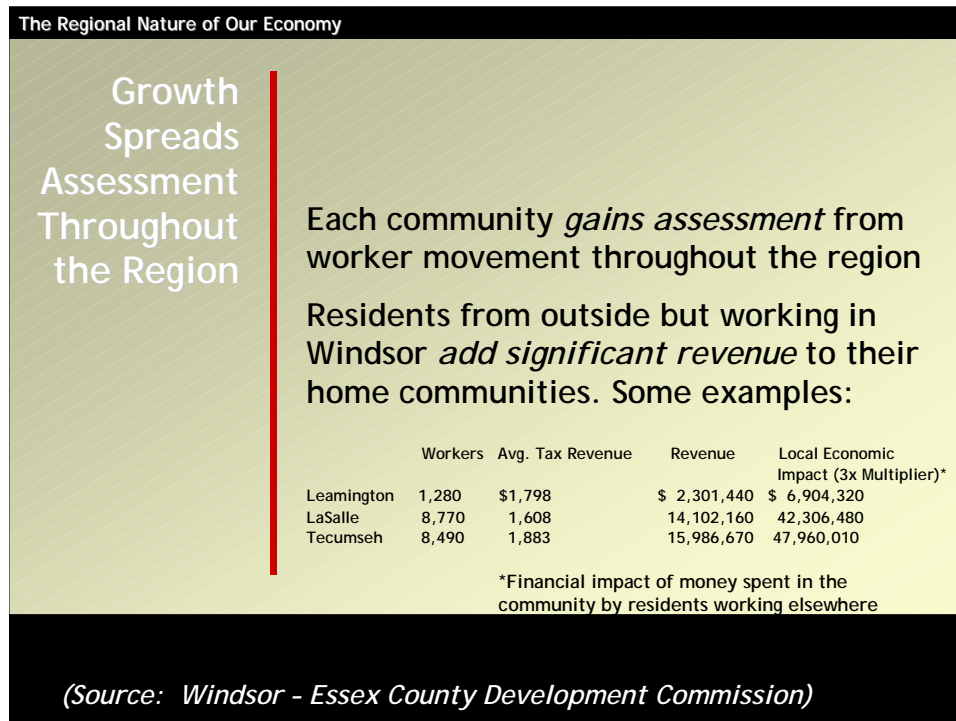 The Regional Nature of Our Economy
Growth
Spreads
Assessment
Throughout
the Region
Each community gains assessment from
worker movement throughout the region
Residents from outside but working in
Windsor add significant revenue to their
home communities. Some examples:
Workers Avg. Tax Revenue Revenue Local Economic
Impact (3x Multiplier)*
Leamington 1,280 $1,798 $ 2,301,440 $ 6,904,320
LaSalle 8,770 1,608 14,102,160 42,306,480
Tecumseh 8,490 1,883 15,986,670 47,960,010
*Financial impact of money spent in the
community by residents working elsewhere
(Source: Windsor – Essex County Development Commission)